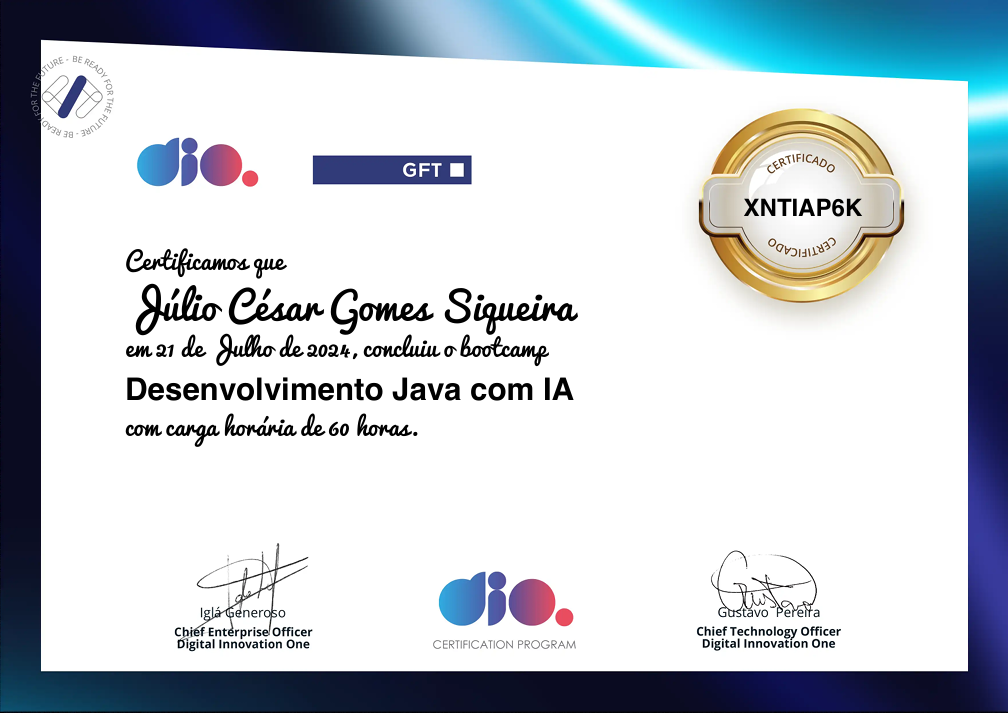 BE READY FOR THE FUTURE - BE READY FOR THE FUTURE -
dio.
GFT
CERTIFICADO
XNTIAP6K
CERTIFICADO
Certificamos que
Júlio César Gomes Siqueira
em 21 de Julho de 2024, concluiu o bootcamp
Desenvolvimento Java com IA
com carga horária de 60 horas.
Iglá Generoso
Chief Enterprise Officer
Digital Innovation One
dio.
CERTIFICATION PROGRAM
Gustavo Pereira
Chief Technology Officer
Digital Innovation One